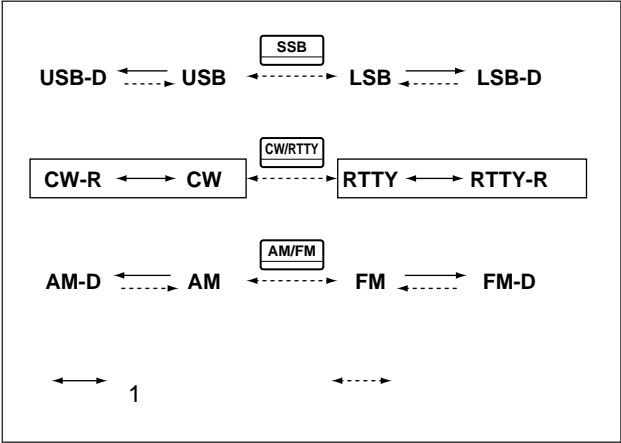 SSB
USB-D USB LSB LSB-D
CW/RTTY
CW-R CW RTTY RTTY-R
AM/FM
AM-D AM FM FM-D
1